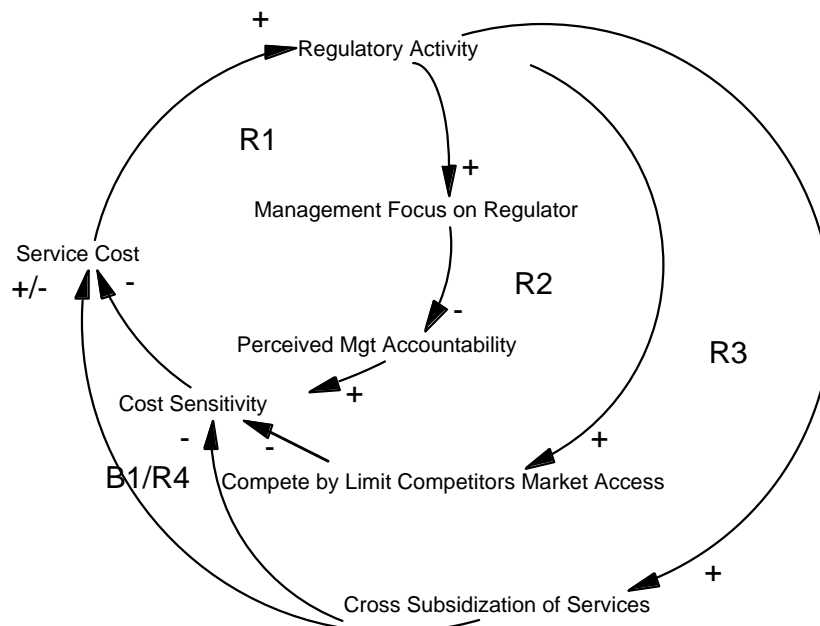 +
Regulatory Activity
R1
+
Management Focus on Regulator
Service Cost
+/-
-
R2
-
Perceived Mgt Accountability
R3
+
Cost Sensitivity
-
-
+
B1/R4
Compete by Limit Competitors Market Access
+
Cross Subsidization of Services